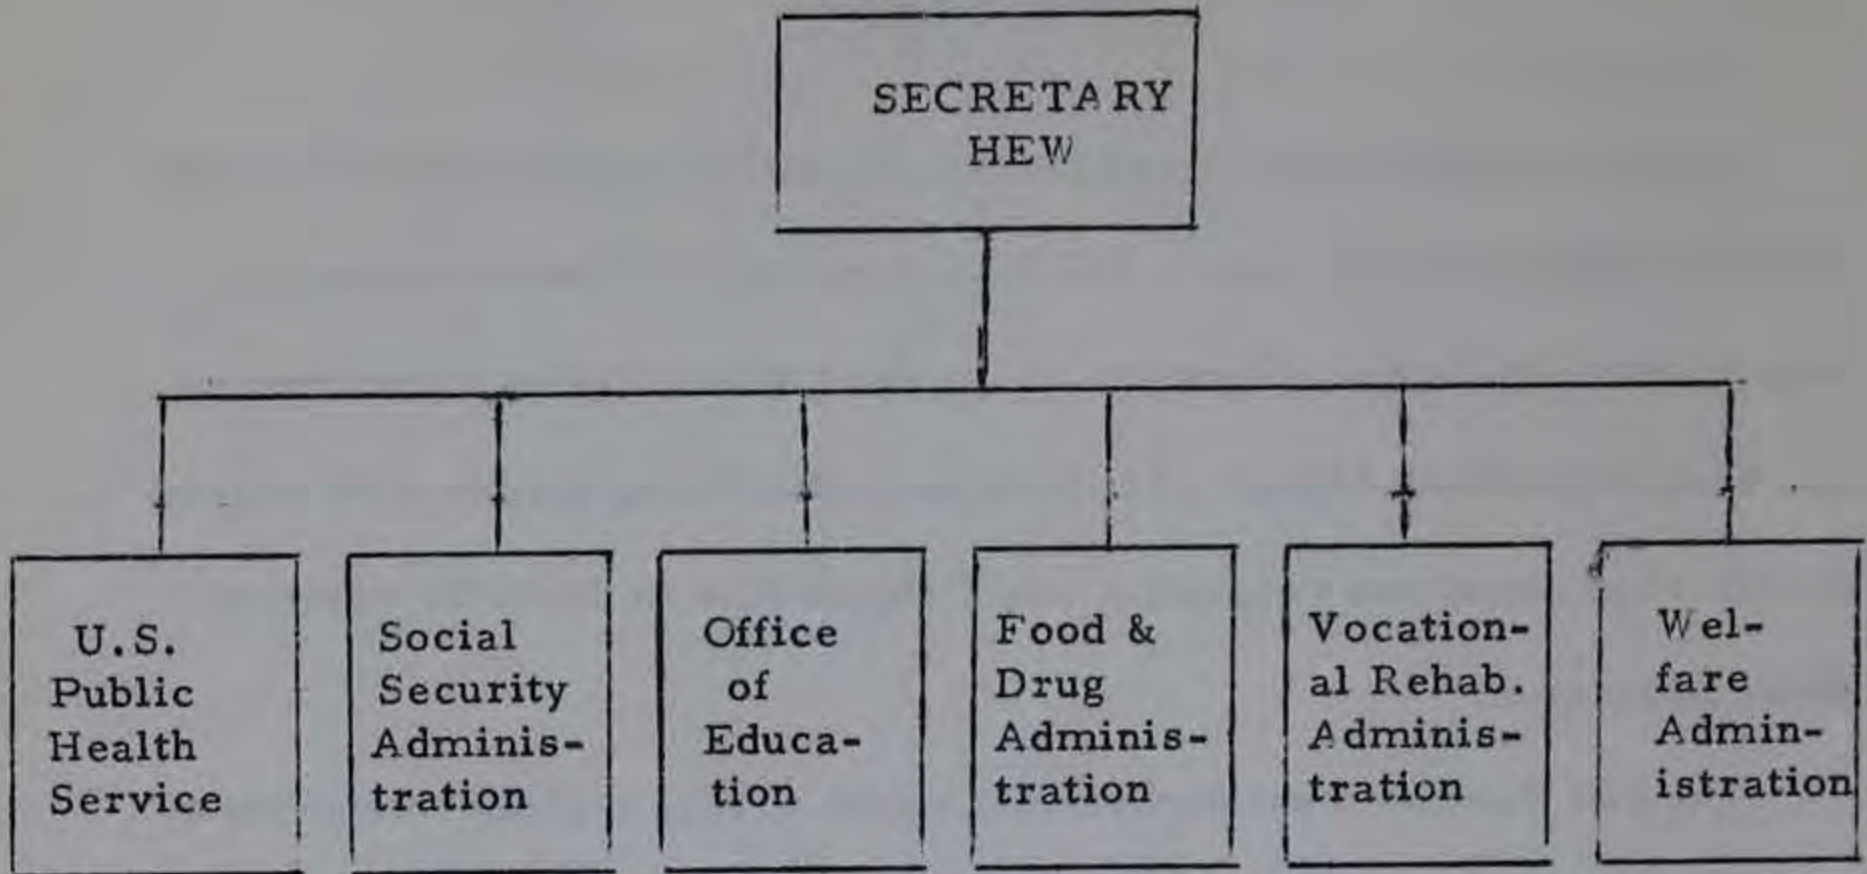 SECRETARY
HEW
U.S.
Public
Health
Service
Social
Security
Adminis-
tration
Office
of
Educa-
tion
Food &
Drug
Adminis-
tration
Vocation-
al Rehab.
Adminis-
tration
Wel-
fare
Admin-
istration